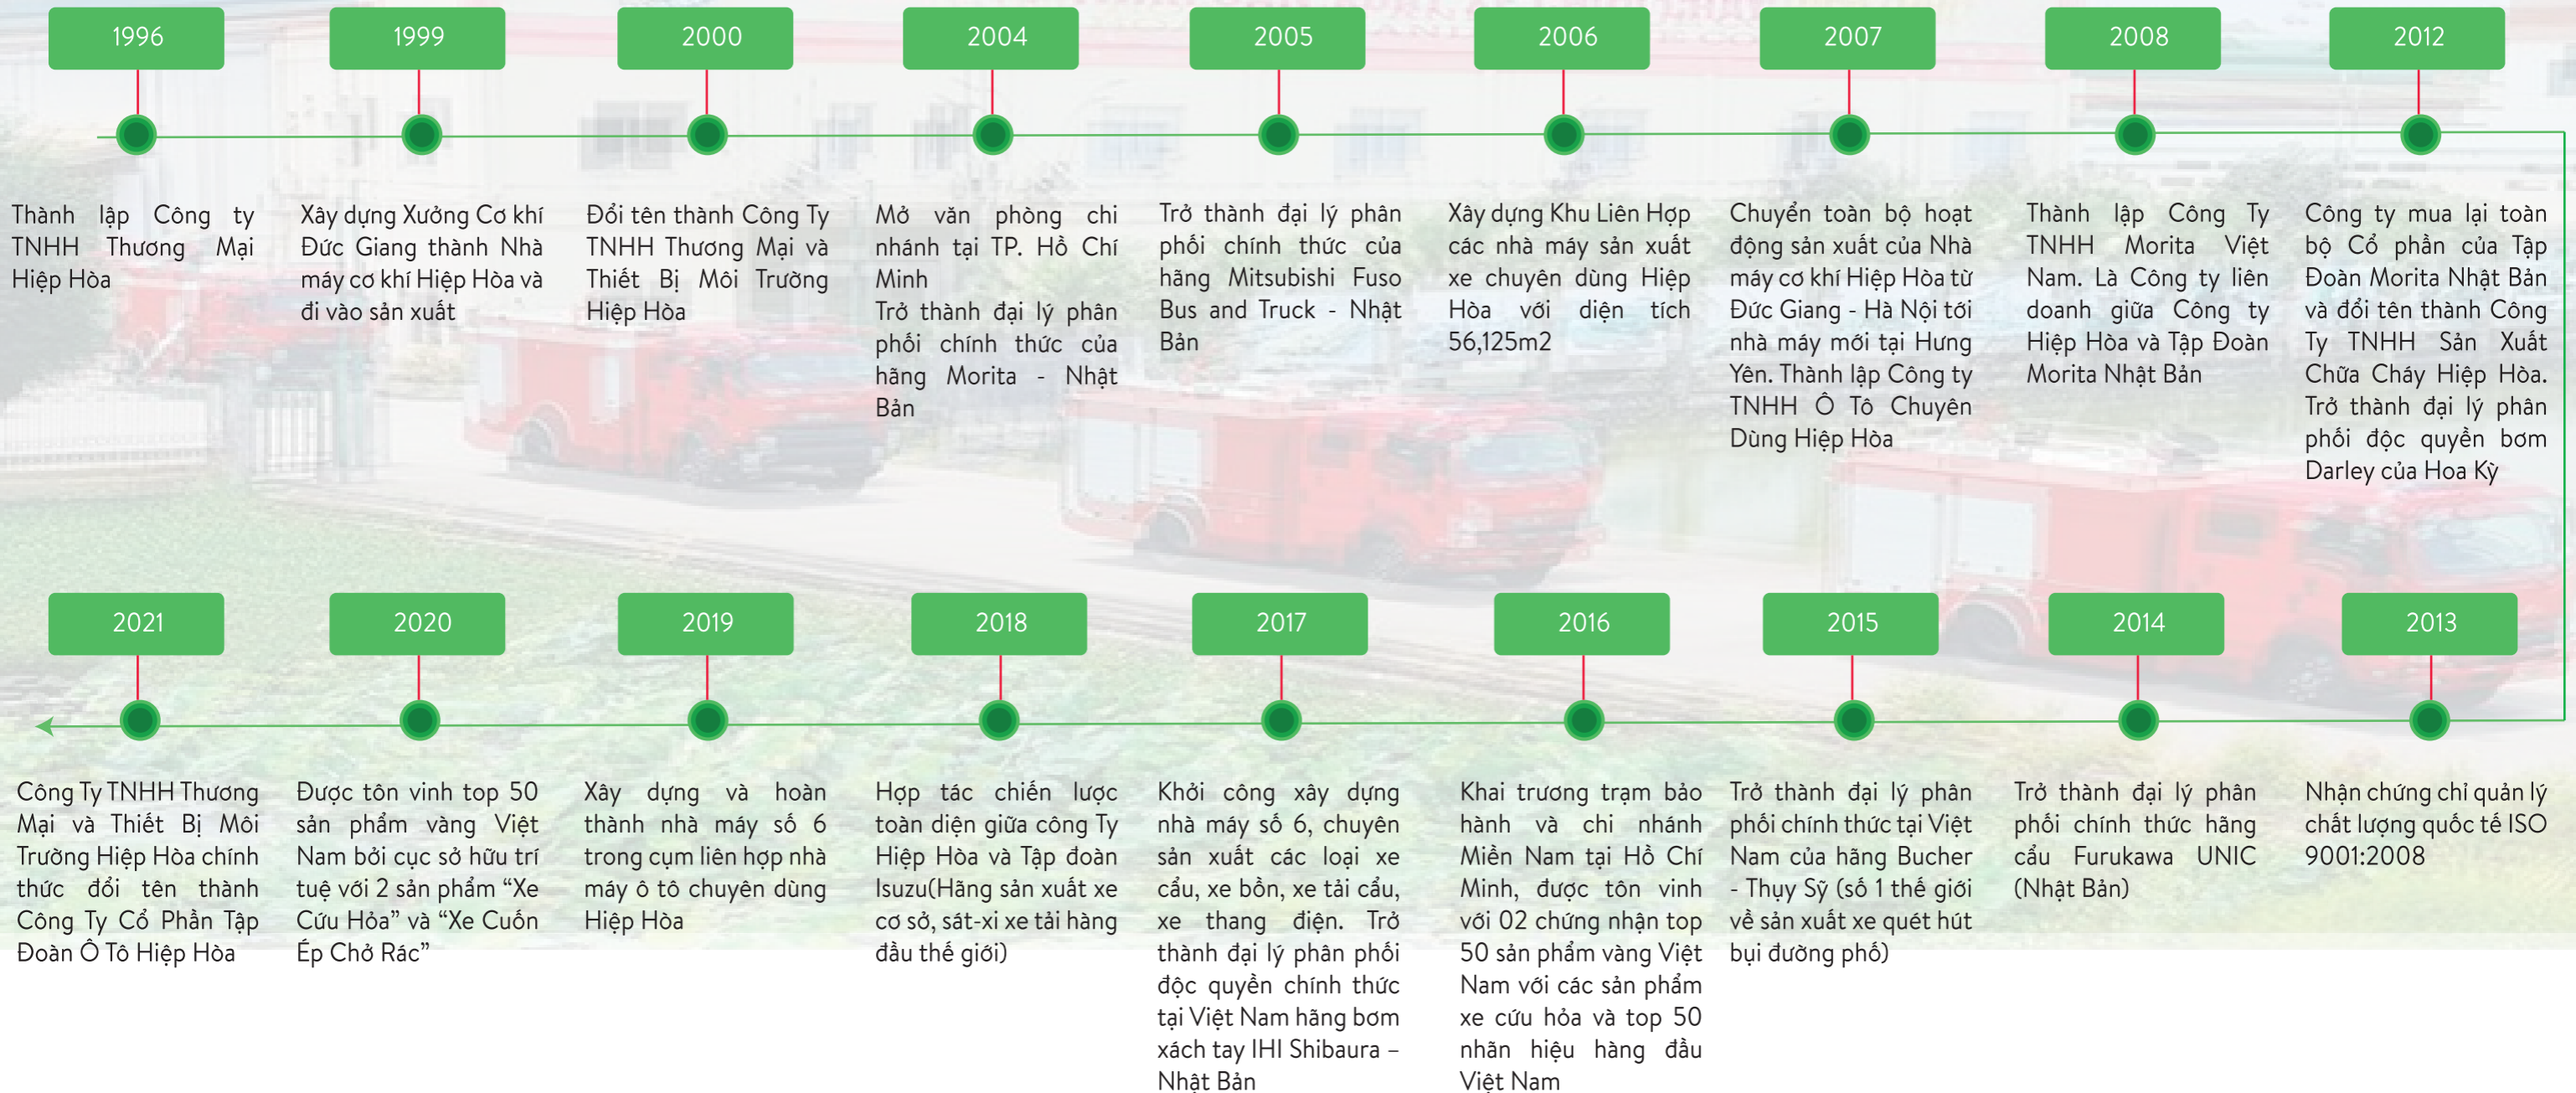 1996
Thành lập Công ty
TNHH Thương Mại
Hiệp Hòa
1999
Xây dựng Xưởng Cơ khí
Đức Giang thành Nhà
máy cơ khí Hiệp Hòa và
đi vào sản xuất
2000
Đổi tên thành Công Ty
TNHH Thương Mại và
Thiết Bị Môi Trường
Hiệp Hòa
2004
Mở văn phòng chi
nhánh tại TP. Hồ Chí
Minh
Trở thành đại lý phân
phối chính thức của
hãng Morita - Nhật
Bản
2005
Trở thành đại lý phân
phối chính thức của
hãng Mitsubishi Fuso
Bus and Truck - Nhật
Bản
2006
Xây dựng Khu Liên Hợp
các nhà máy sản xuất
xe chuyên dùng Hiệp
Hòa với diện tích
56,125m2
2007
Chuyển toàn bộ hoạt
động sản xuất của Nhà
máy cơ khí Hiệp Hòa từ
Đức Giang - Hà Nội tới
nhà máy mới tại Hưng
Yên. Thành lập Công ty
TNHH Ô Tô Chuyên
Dùng Hiệp Hòa
2008
Thành lập Công Ty
TNHH Morita Việt
Nam. Là Công ty liên
doanh giữa Công ty
Hiệp Hòa và Tập Đoàn
Morita Nhật Bản
2012
Công ty mua lại toàn
bộ Cổ phần của Tập
Đoàn Morita Nhật Bản
và đổi tên thành Công
Ty TNHH Sản Xuất
Chữa Cháy Hiệp Hòa.
Trở thành đại lý phân
phối độc quyền bơm
Darley của Hoa Kỳ
2013
Nhận chứng chỉ quản lý
chất lượng quốc tế ISO
9001:2008
2014
Trở thành đại lý phân
phối chính thức hãng
cẩu Furukawa UNIC
(Nhật Bản)
2015
Trở thành đại lý phân
phối chính thức tại Việt
Nam của hãng Bucher
- Thụy Sỹ (số 1 thế giới
về sản xuất xe quét hút
bụi đường phố)
2016
Khai trương trạm bảo
hành và chi nhánh
Miền Nam tại Hồ Chí
Minh, được tôn vinh
với 02 chứng nhận top
50 sản phẩm vàng Việt
Nam với các sản phẩm
xe cứu hỏa và top 50
nhãn hiệu hàng đầu
Việt Nam
2017
Khởi công xây dựng
nhà máy số 6, chuyên
sản xuất các loại xe
cẩu, xe bồn, xe tải cẩu,
xe thang điện. Trở
thành đại lý phân phối
độc quyền chính thức
tại Việt Nam hãng bơm
xách tay IHI Shibaura –
Nhật Bản
2018
Hợp tác chiến lược
toàn diện giữa công Ty
Hiệp Hòa và Tập đoàn
Isuzu(Hãng sản xuất xe
cơ sở, sát-xi xe tải hàng
đầu thế giới)
2019
Xây dựng và hoàn
thành nhà máy số 6
trong cụm liên hợp nhà
máy ô tô chuyên dùng
Hiệp Hòa
2020
Được tôn vinh top 50
sản phẩm vàng Việt
Nam bởi cục sở hữu trí
tuệ với 2 sản phẩm “Xe
Cứu Hỏa” và “Xe Cuốn
Ép Chở Rác”
2021
Công Ty TNHH Thương
Mại và Thiết Bị Môi
Trường Hiệp Hòa chính
thức đổi tên thành
Công Ty Cổ Phần Tập
Đoàn Ô Tô Hiệp Hòa